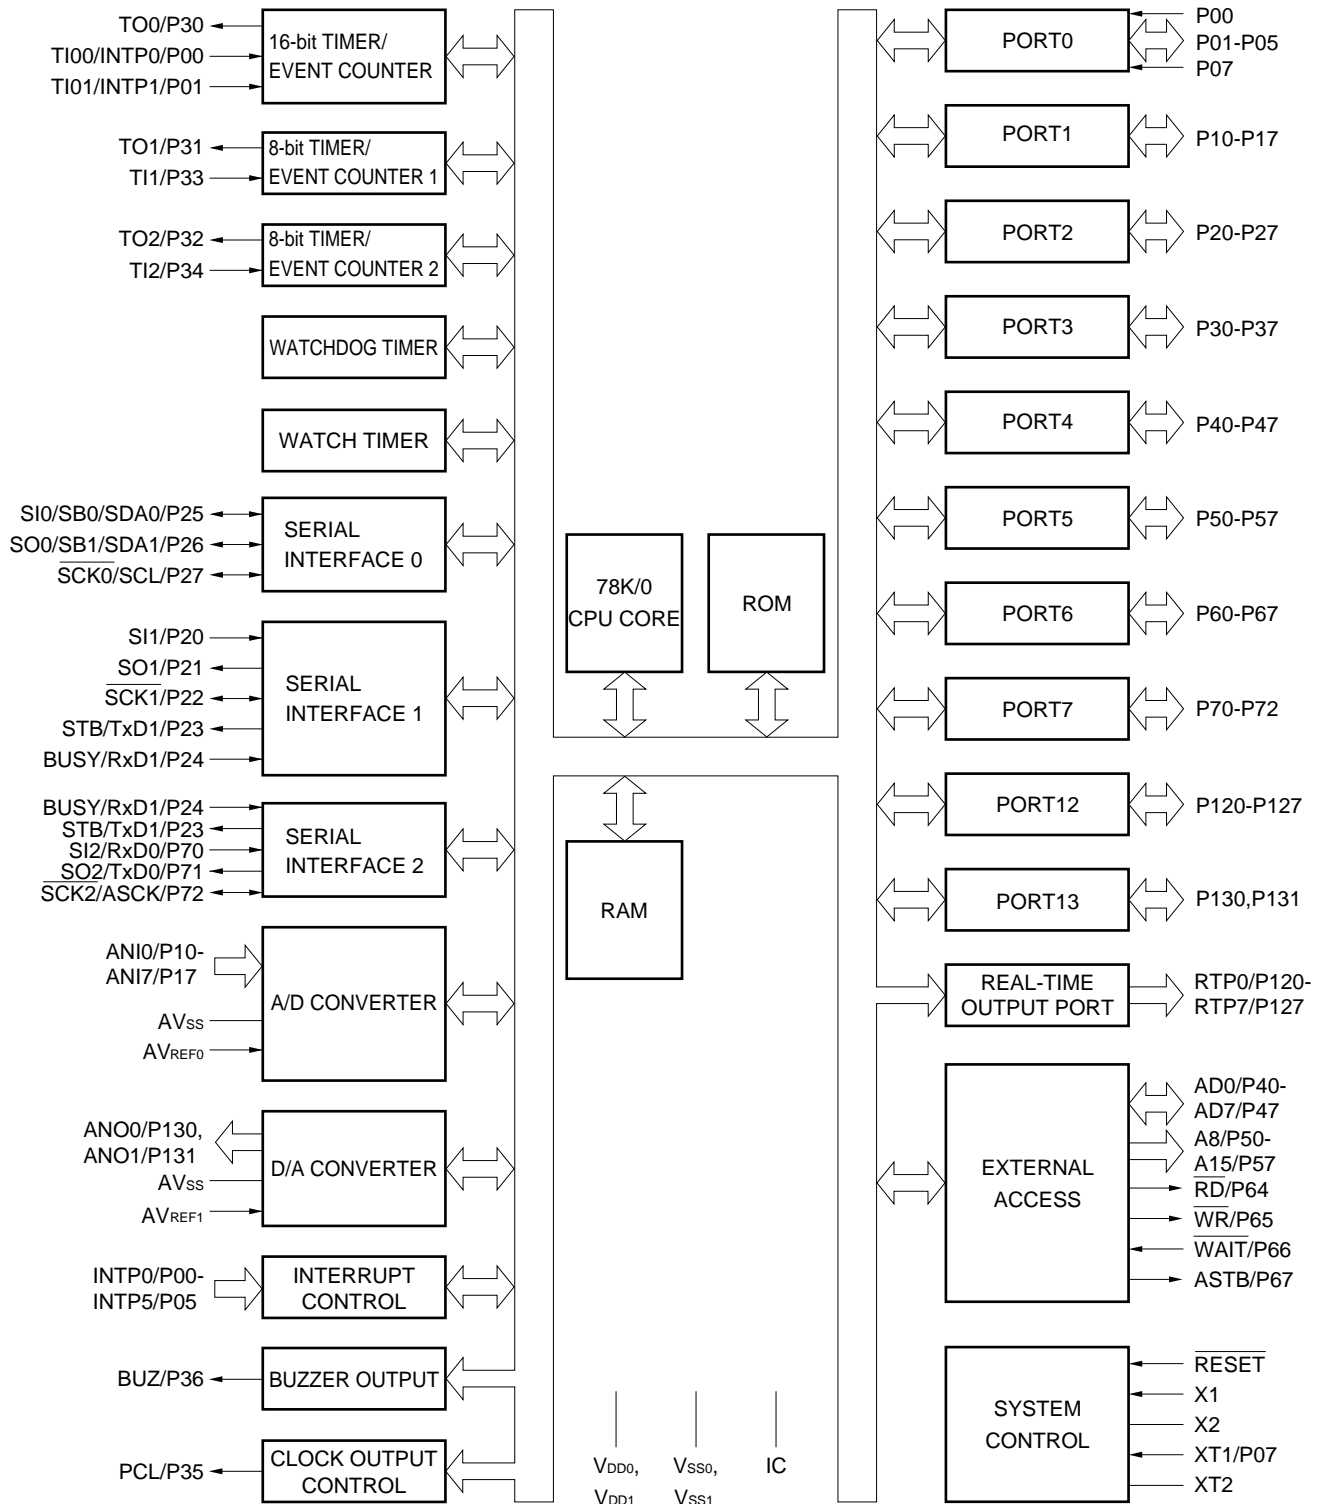 TO0/P30
TI00/INTP0/P00
TI01/INTP1/P01
16-bit TIMER/
EVENT COUNTER
TO1/P31
TI1/P33
8-bit TIMER/
EVENT COUNTER 1
TO2/P32
TI2/P34
8-bit TIMER/
EVENT COUNTER 2
WATCHDOG TIMER
WATCH TIMER
SI0/SB0/SDA0/P25
SO0/SB1/SDA1/P26
SCK0/SCL/P27
SERIAL
INTERFACE 0
SI1/P20
SO1/P21
SCK1/P22
STB/TxD1/P23
BUSY/RxD1/P24
SERIAL
INTERFACE 1
BUSY/RxD1/P24
STB/TxD1/P23
SI2/RxD0/P70
SO2/TxD0/P71
SCK2/ASCK/P72
SERIAL
INTERFACE 2
ANI0/P10-
ANI7/P17
AVSS
AVREF0
A/D CONVERTER
ANO0/P130,
ANO1/P131
AVSS
AVREF1
D/A CONVERTER
INTP0/P00-
INTP5/P05
INTERRUPT
CONTROL
BUZ/P36
BUZZER OUTPUT
PCL/P35
CLOCK OUTPUT
CONTROL
78K/0
CPU CORE
ROM
RAM
VDD0,
VDD1
VSS0,
VSS1
IC
PORT0
P00
P01-P05
P07
PORT1
P10-P17
PORT2
P20-P27
PORT3
P30-P37
PORT4
P40-P47
PORT5
P50-P57
PORT6
P60-P67
PORT7
P70-P72
PORT12
P120-P127
PORT13
P130,P131
REAL-TIME
OUTPUT PORT
RTP0/P120-
RTP7/P127
EXTERNAL
ACCESS
AD0/P40-
AD7/P47
A8/P50-
A15/P57
RD/P64
WR/P65
WAIT/P66
ASTB/P67
SYSTEM
CONTROL
RESET
X1
X2
XT1/P07
XT2